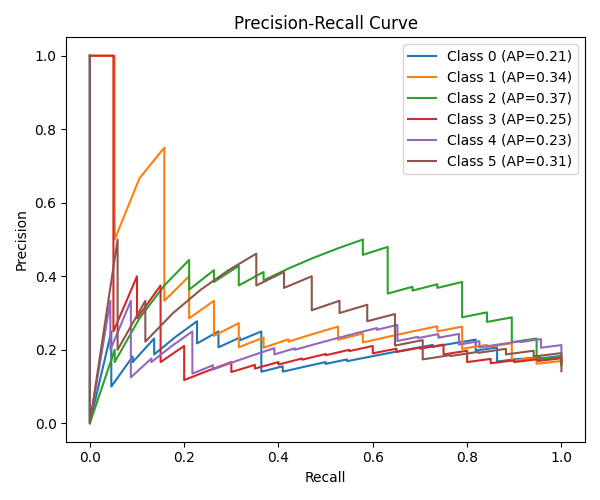 Precision-Recall Curve
1.0
0.8
0.6
0.4
0.2
0.0
Precision
Class 0 (AP=0.21)
Class 1 (AP=0.34)
Class 2 (AP=0.37)
Class 3 (AP=0.25)
Class 4 (AP=0.23)
Class 5 (AP=0.31)
0.0 0.2 0.4 0.6 0.8 1.0
Recall